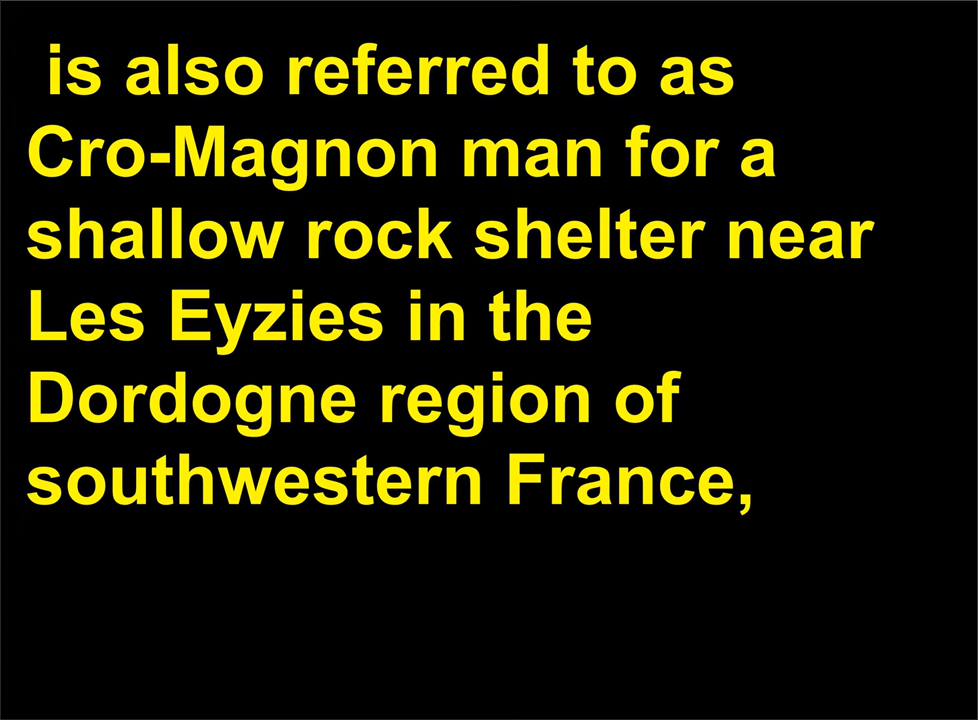 is also referred to as
Cro-Magnon man for a
shallow rock shelter near
Les Eyzies in the
Dordogne region of
southwestern France,